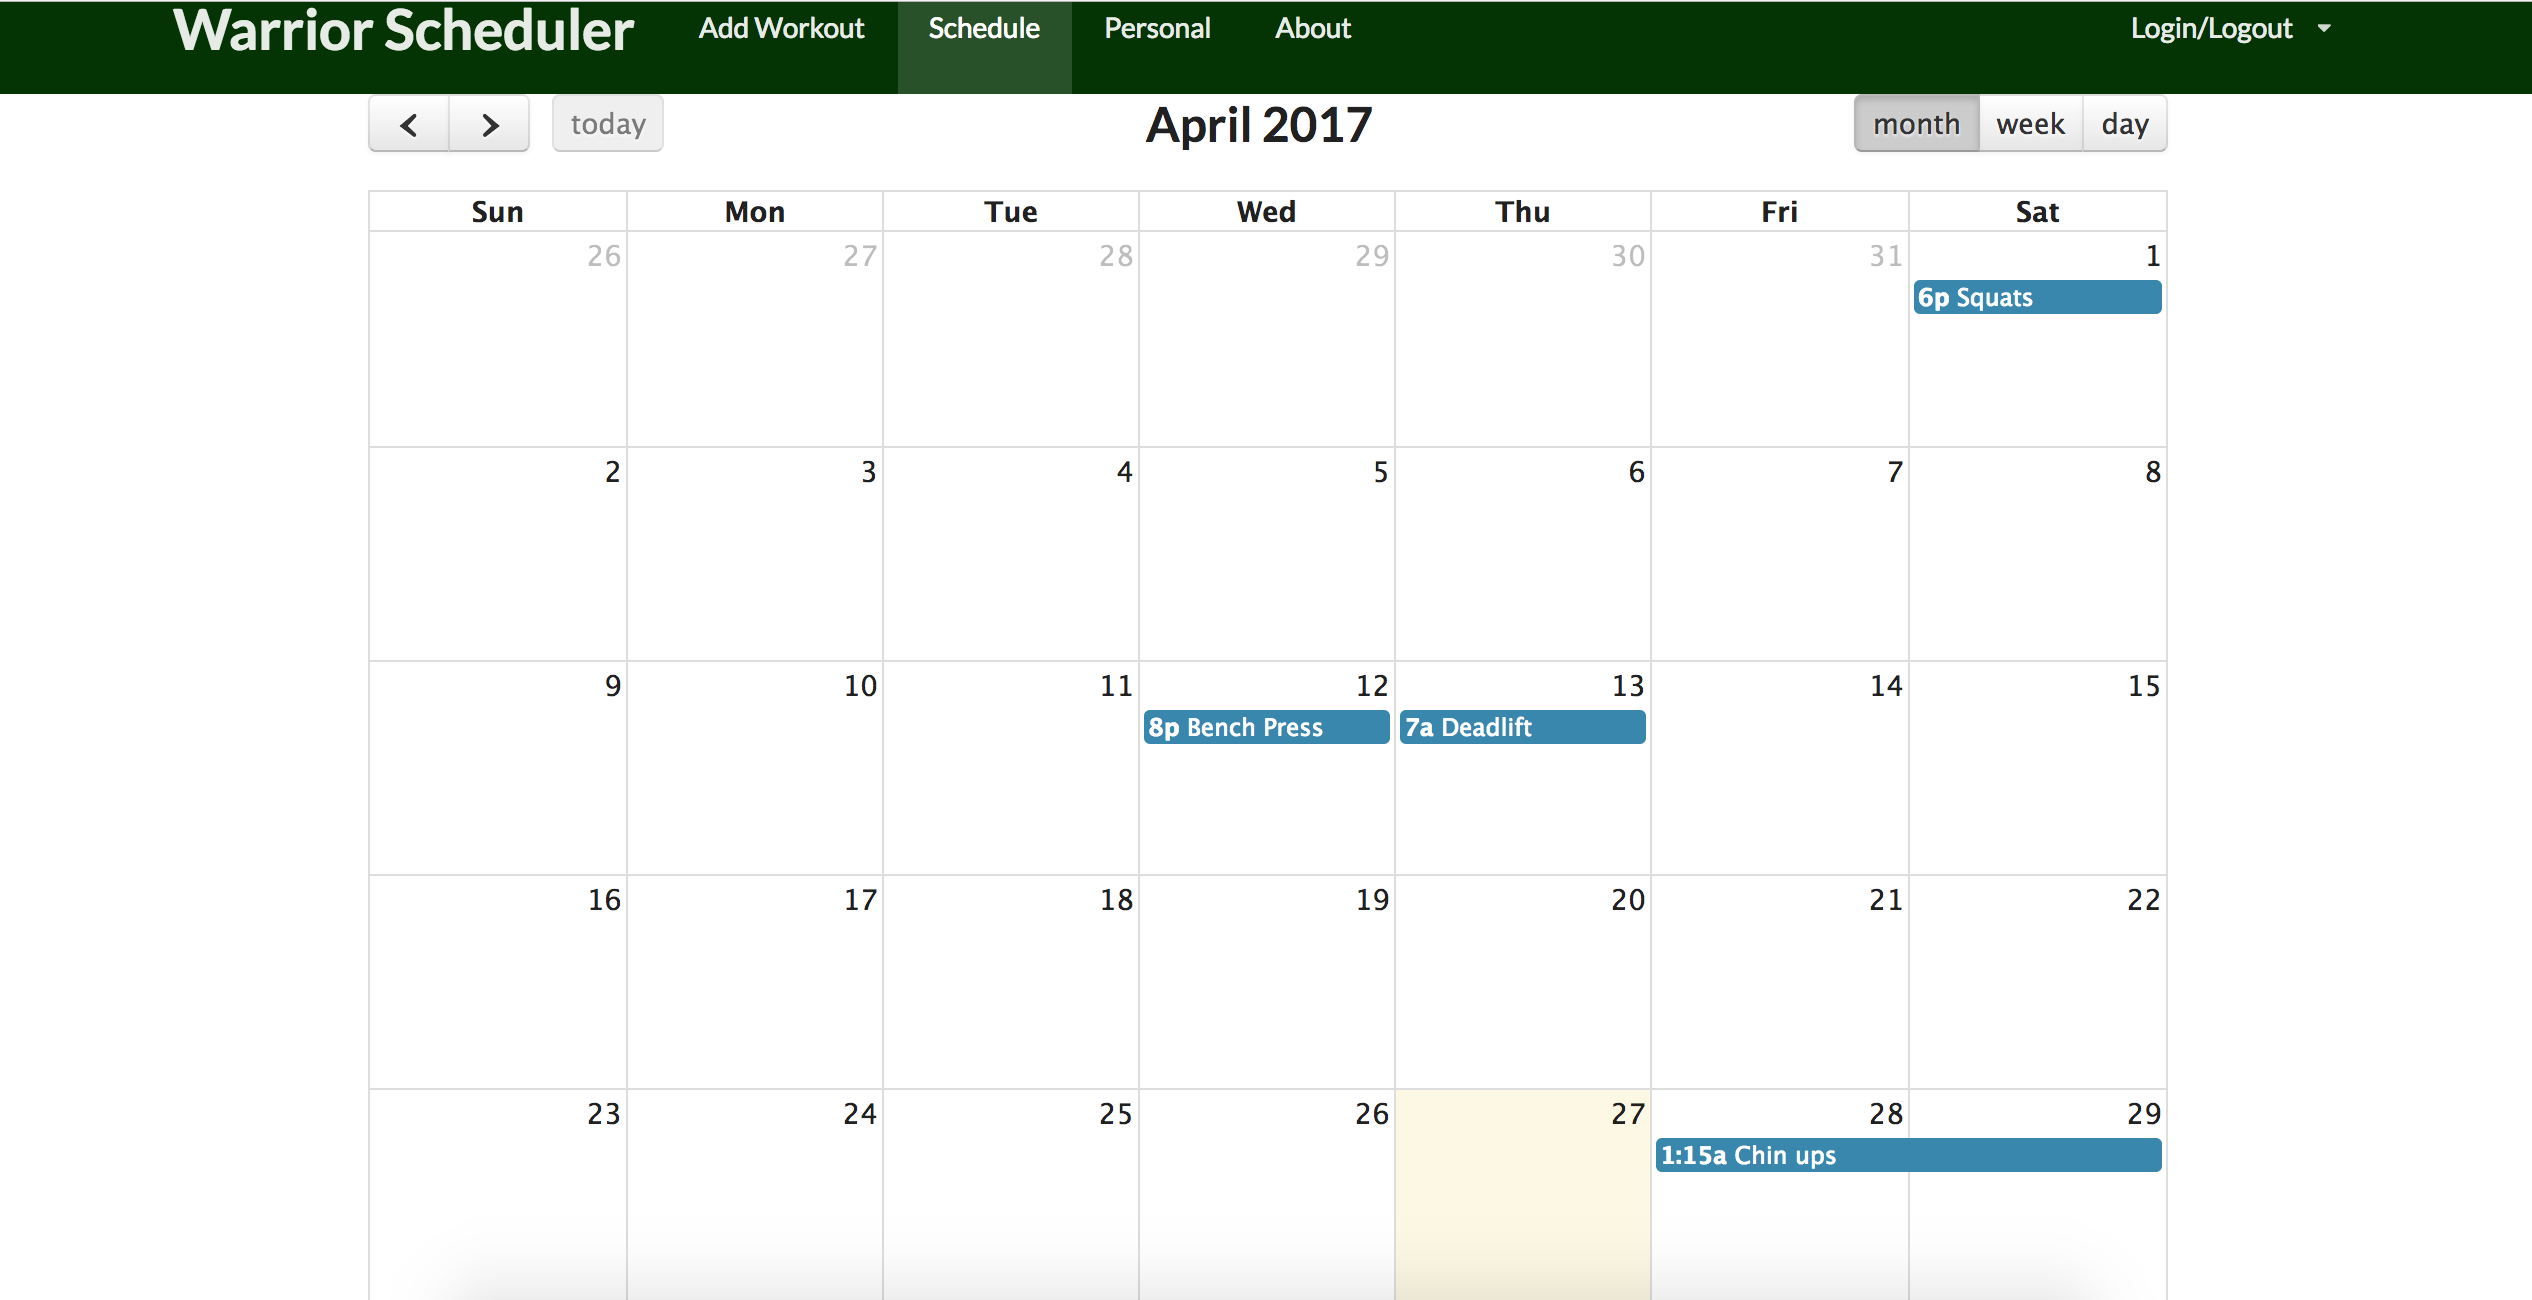 Warrior Scheduler Add Workout Schedule Personal About Login/Logout
today April 2017 month week day
Sun Mon Tue Wed Thu Fri Sat
26 27 28 29 30 31 1
6p Squats
2 3 4 5 6 7 8
9 10 11 12 13 14 15
8p Bench Press 7a Deadlift
16 17 18 19 20 21 22
23 24 25 26 27 28 29
1:15a Chin ups